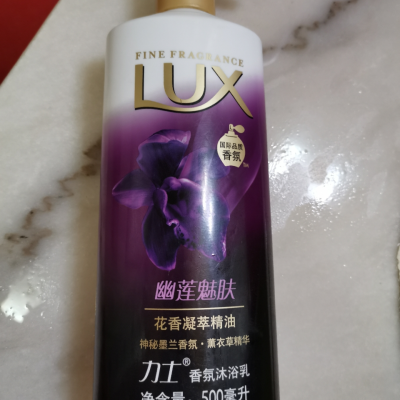 FINE FRAGRANCE
LUX
国际品质
香氛
幽莲魅肤
花香凝萃精油
神秘墨兰香氛·薰衣草精华
力士®香氛沐浴乳
净含量：500毫升